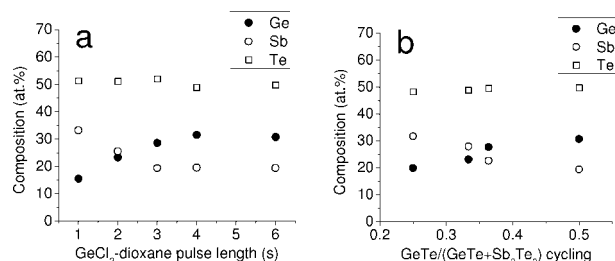 a
Ge
Sb
Te
Composition (at.%)
70
60
50
40
30
20
10
0
1 2 3 4 5 6
GeCl2-dioxane pulse length (s)
b
Ge
Sb
Te
Composition (at.%)
70
60
50
40
30
20
10
0
0.2 0.3 0.4 0.5
GeTe/(GeTe+Sb2Te3) cycling